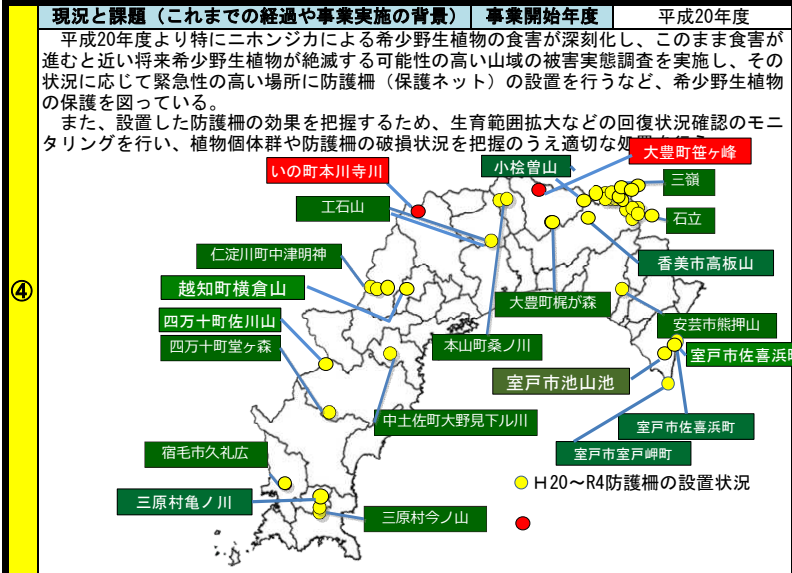 現況と課題（これまでの経過や事業実施の背景） 事業開始年度 平成20年度
④
平成20年度より特にニホンジカによる希少野生植物の食害が深刻化し、このまま食害が
進むと近い将来希少野生植物が絶滅する可能性の高い山域の被害実態調査を実施し、その
状況に応じて緊急性の高い場所に防護柵（保護ネット）の設置を行うなど、希少野生植物
の保護を図っている。
また、設置した防護柵の効果を把握するため、生育範囲拡大などの回復状況確認のモニ
タリングを行い、植物個体群や防護柵の破損状況を把握のうえ適切な処
大豊町笹ヶ峰
小桧曽山
いの町本川寺川
三嶺
工石山
石立
仁淀川町中津明神
香美市高板山
越知町横倉山
大豊町梶が森
安芸市熊押山
四万十町佐川山
四万十町堂ヶ森
本山町桑ノ川
室戸市佐喜浜町
室戸市池山池
中土佐町大野見下ル川
室戸市佐喜浜町
宿毛市久礼広
室戸市室戸岬町
H20～R4防護柵の設置状況
三原村亀ノ川
三原村今ノ山